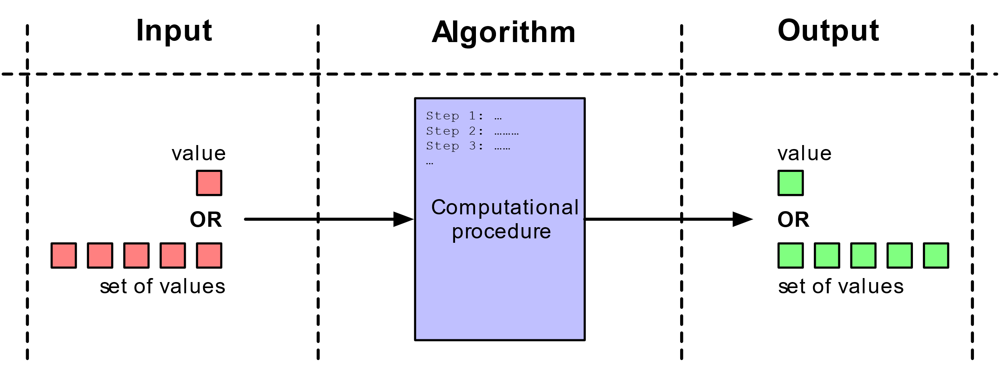 Input
Algorithm
Output
value
OR
set of values
Step 1: …
Step 2: ………
Step 3: ……
…
Computational
procedure
value
OR
set of values